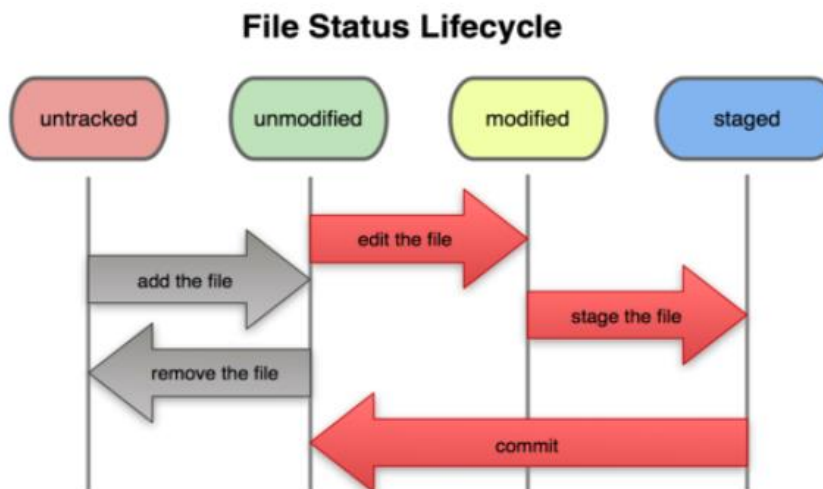 File Status Lifecycle
untracked
unmodified
modified
staged
edit the file
add the file
stage the file
remove the file
commit